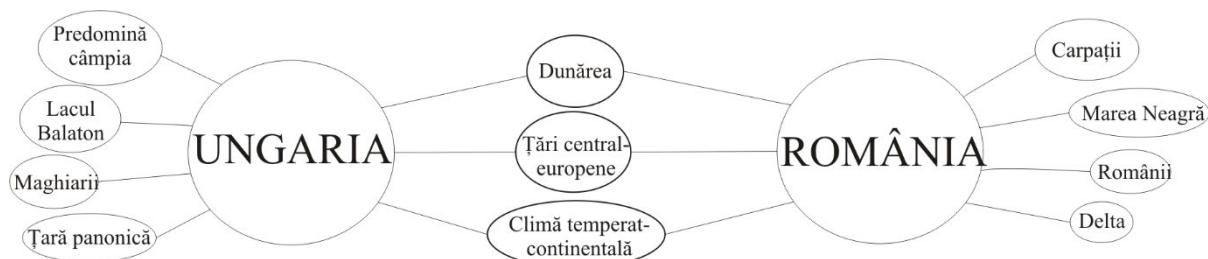 Predomină
câmpia
Lacul
Balaton
Maghiarii
Țară panonică
UNGARIA
Dunărea
Țări central-
europene
Climă temperat-
continentală
ROMÂNIA
Carpații
Marea Neagră
Românii
Delta